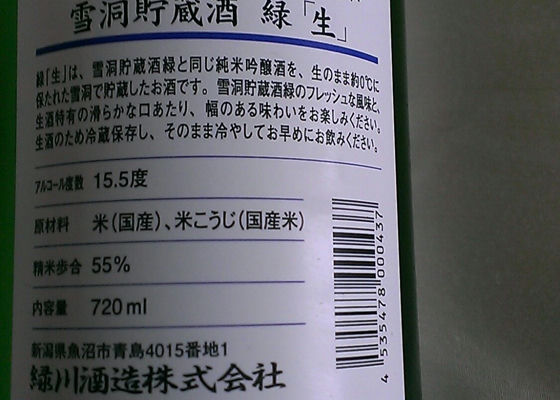 雪洞貯蔵酒 緑「生」
緑「生」は、雪洞貯蔵酒緑と同じ純米吟醸酒を、生のまま約0℃に
保たれた雪洞で貯蔵したお酒です。雪洞貯蔵酒緑のフレッシュな風味と、
生酒特有の滑らかな口あたり、幅のある味わいをお楽しみください。
生酒のため冷蔵保存し、そのまま冷やしてお早めにお飲みください。
アルコール度数 15.5度
原材料 米(国産)、米こうじ(国産米)
精米歩合 55%
内容量 720ml
新潟県魚沼市青島4015番地1
緑川酒造株式会社
4 535478 000437